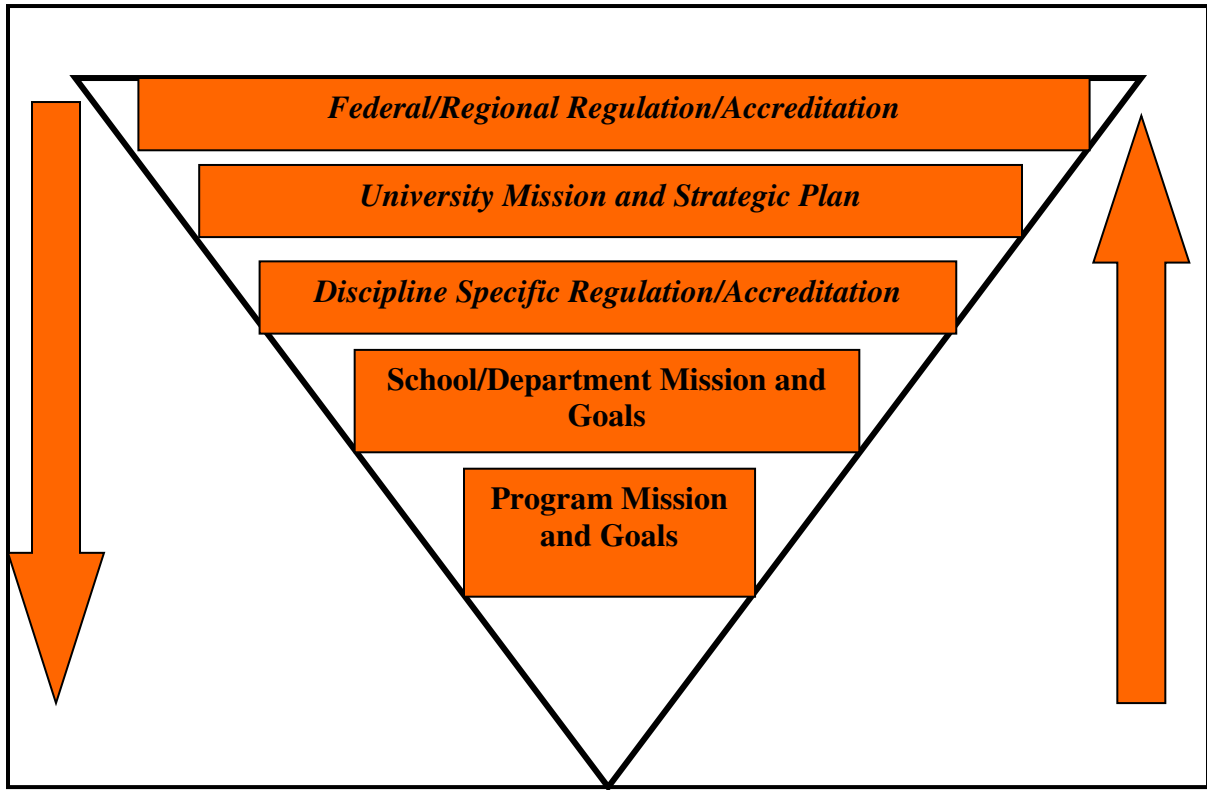 Federal/Regional Regulation/Accreditation
University Mission and Strategic Plan
Discipline Specific Regulation/Accreditation
School/Department Mission and
Goals
Program Mission
and Goals